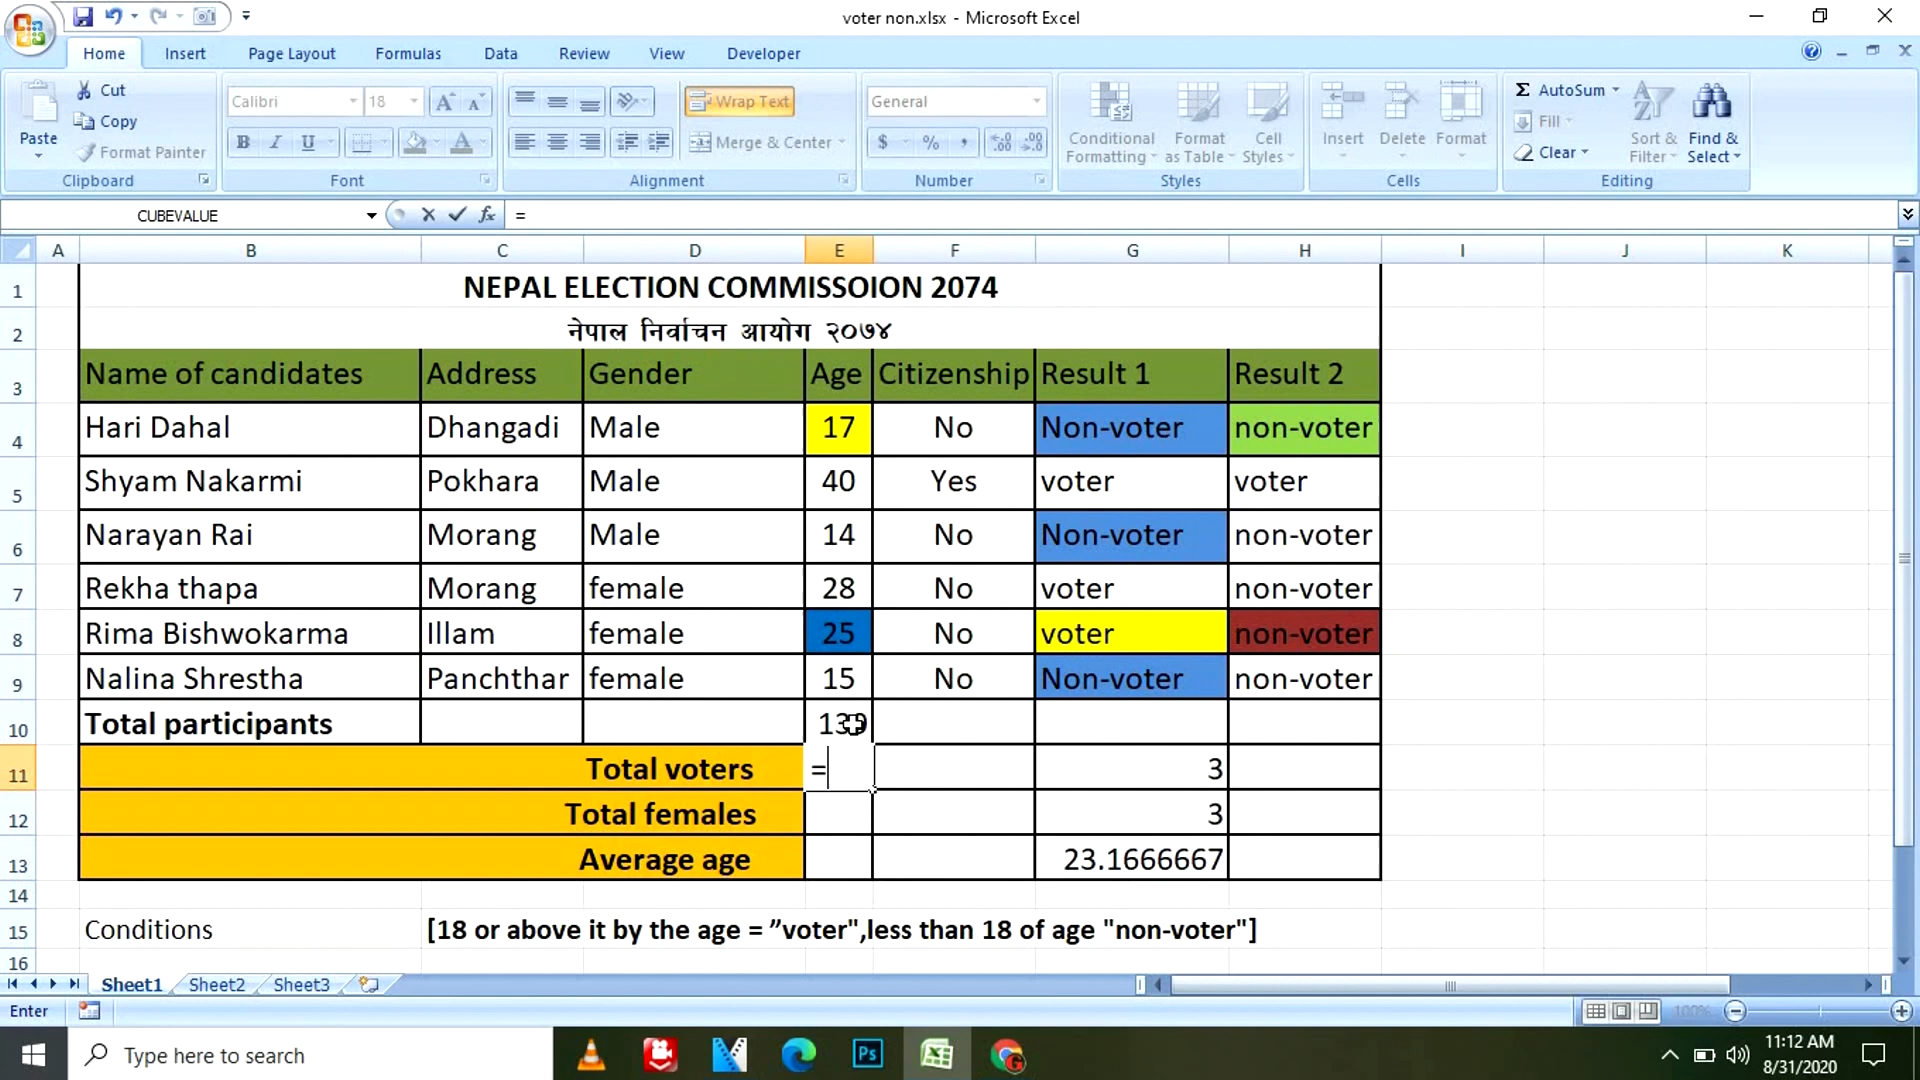 voter non.xlsx - Microsoft Excel
Home Insert Page Layout Formulas Data Review View Developer
Paste Cut Copy Format Painter Clipboard
Calibri 18 A A B I U A Font
Wrap Text Merge & Center Alignment
General $ % , Number
Conditional Formatting Format as Table Cell Styles Styles
Insert Delete Format Cells
Σ AutoSum Fill Clear Sort & Filter Find & Select Editing
CUBEVALUE fx =
A B C D E F G H I J K
1 NEPAL ELECTION COMMISSOION 2074
2 नेपाल निर्वाचन आयोग २०७४
3 Name of candidates Address Gender Age Citizenship Result 1 Result 2
4 Hari Dahal Dhangadi Male 17 No Non-voter non-voter
5 Shyam Nakarmi Pokhara Male 40 Yes voter voter
6 Narayan Rai Morang Male 14 No Non-voter non-voter
7 Rekha thapa Morang female 28 No voter non-voter
8 Rima Bishwokarma Illam female 25 No voter non-voter
9 Nalina Shrestha Panchthar female 15 No Non-voter non-voter
10 Total participants 139
11 Total voters = 3
12 Total females 3
13 Average age 23.1666667
14
15 Conditions [18 or above it by the age = ”voter",less than 18 of age "non-voter"]
16
Sheet1 Sheet2 Sheet3
Enter 100%
Type here to search Ps 11:12 AM
8/31/2020